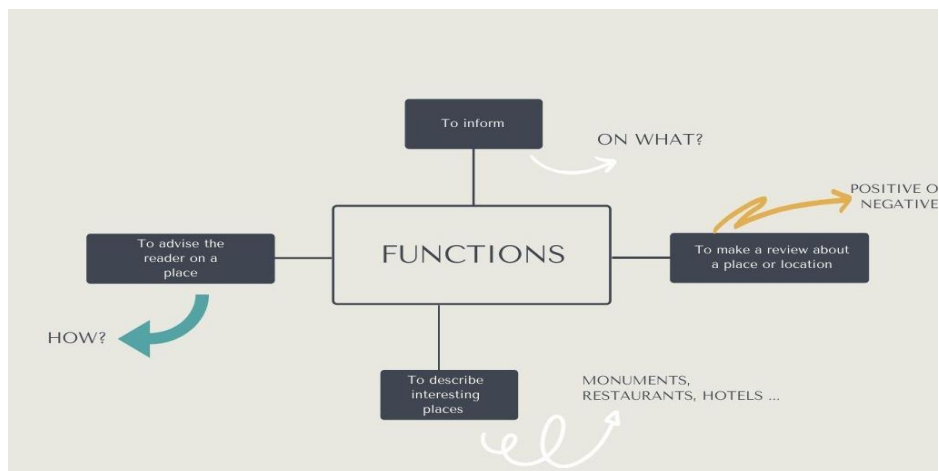 To inform
ON WHAT?
POSITIVE O
NEGATIVE
To advise the
reader on a
place
FUNCTIONS
To make a review about
a place or location
HOW?
To describe
interesting
places
MONUMENTS,
RESTAURANTS, HOTELS ...